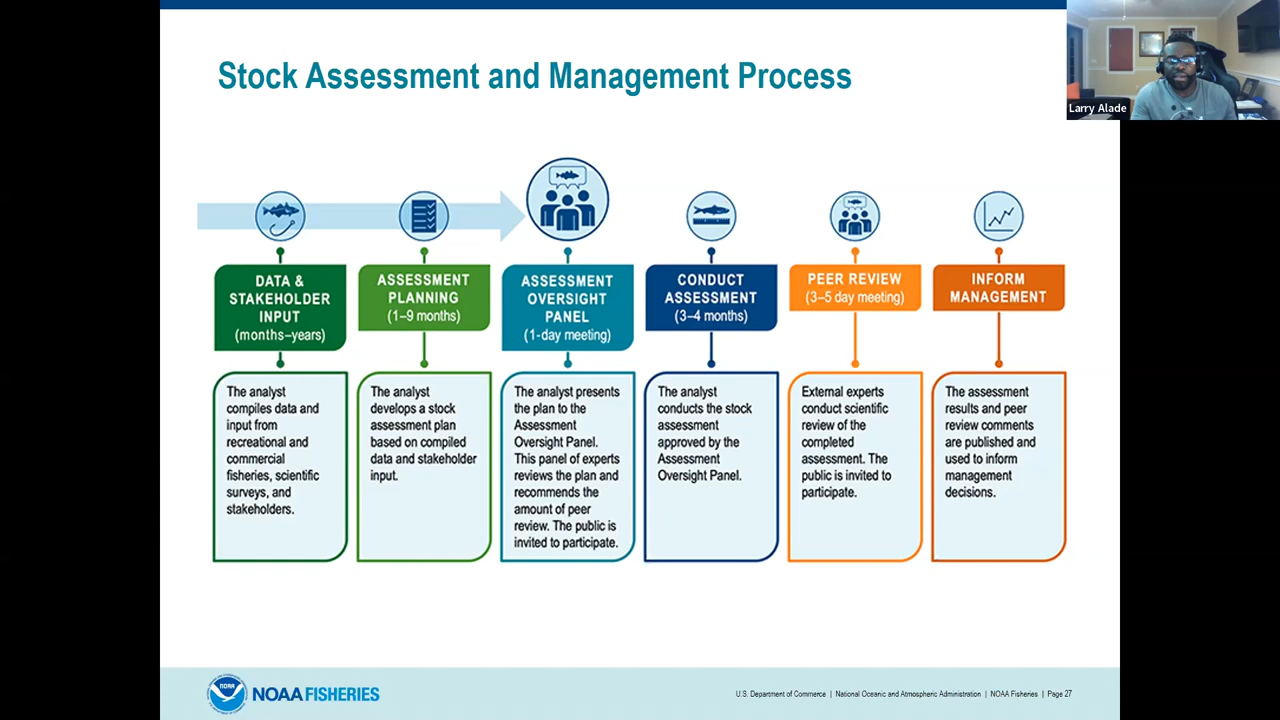 Stock Assessment and Management Process
Larry Alade
DATA &
STAKEHOLDER
INPUT
(months–years)
The analyst
compiles data and
input from
recreational and
commercial
fisheries, scientific
surveys, and
stakeholders.
ASSESSMENT
PLANNING
(1–9 months)
The analyst
develops a stock
assessment plan
based on compiled
data and stakeholder
input.
ASSESSMENT
OVERSIGHT
PANEL
(1-day meeting)
The analyst presents
the plan to the
Assessment
Oversight Panel.
This panel of experts
reviews the plan and
recommends the
amount of peer
review. The public is
invited to participate.
CONDUCT
ASSESSMENT
(3–4 months)
The analyst
conducts the stock
assessment
approved by the
Assessment
Oversight Panel.
PEER REVIEW
(3–5 day meeting)
External experts
conduct scientific
review of the
completed
assessment. The
public is invited to
participate.
INFORM
MANAGEMENT
The assessment
results and peer
review comments
are published and
used to inform
management
decisions.
NOAA
NOAA FISHERIES
U.S. Department of Commerce | National Oceanic and Atmospheric Administration | NOAA Fisheries | Page 27